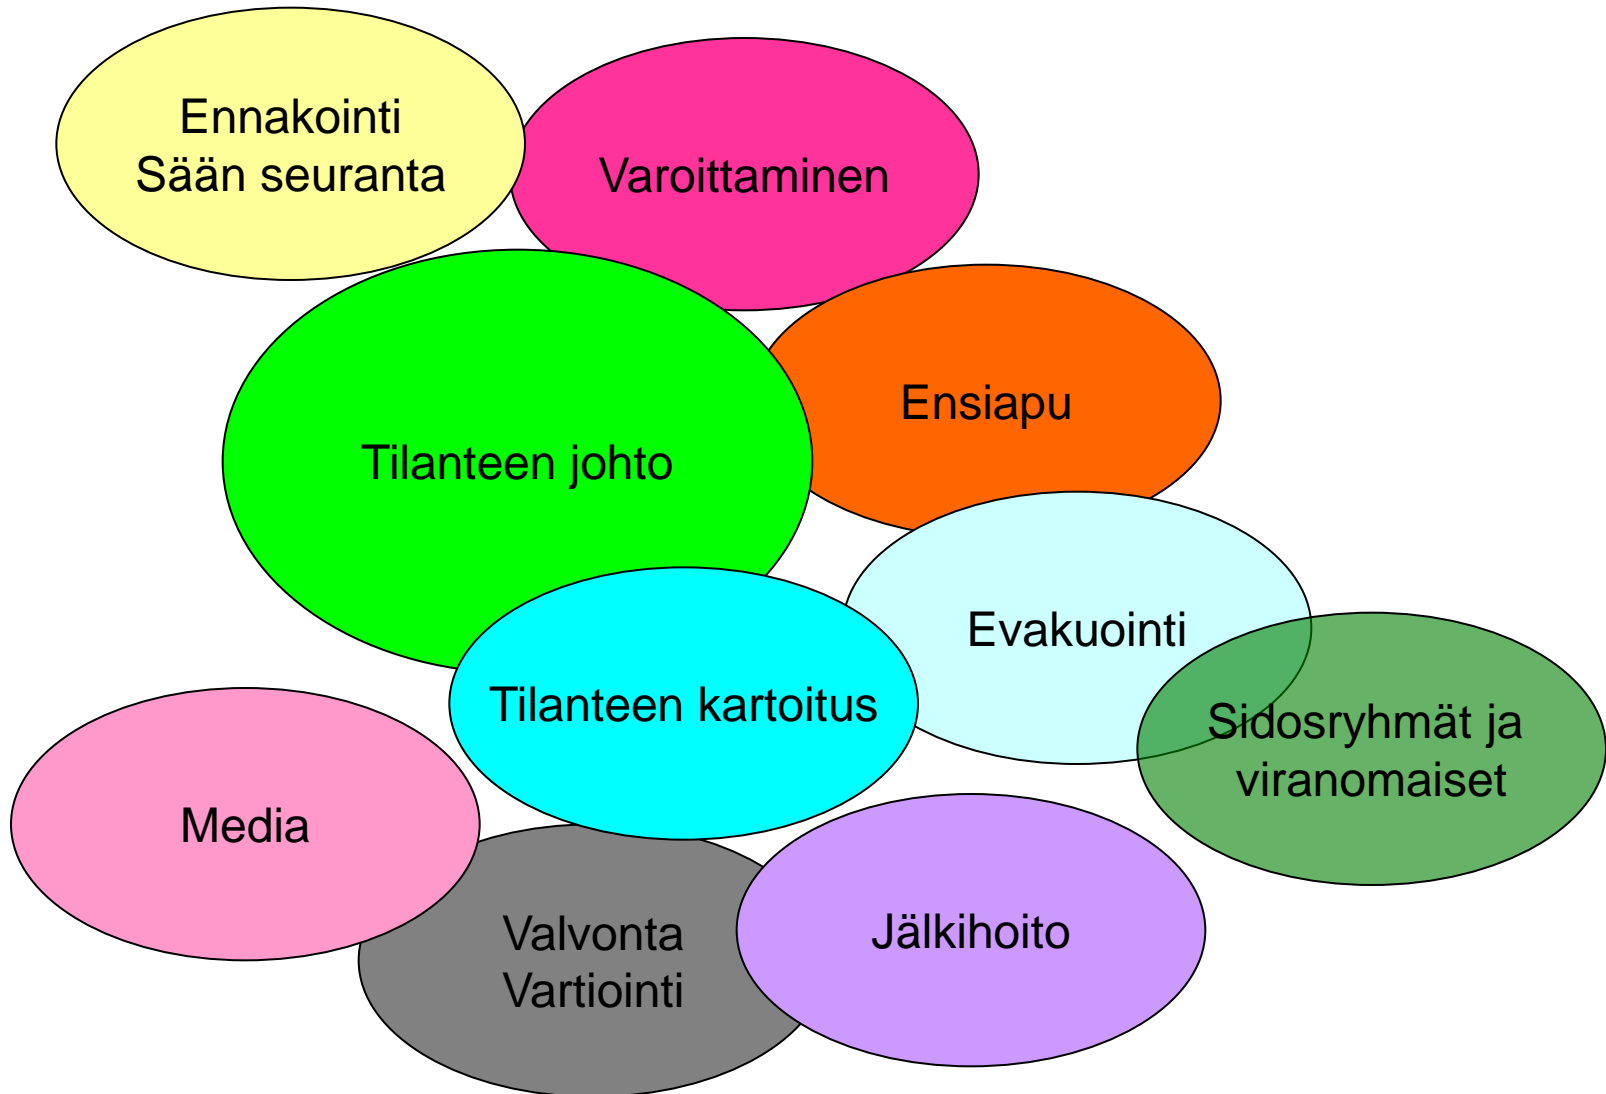 Ennakointi
Sään seuranta
Varoittaminen
Ensiapu
Tilanteen johto
Evakuointi
Tilanteen kartoitus
Sidosryhmät ja
viranomaiset
Media
Valvonta
Vartiointi
Jälkihoito